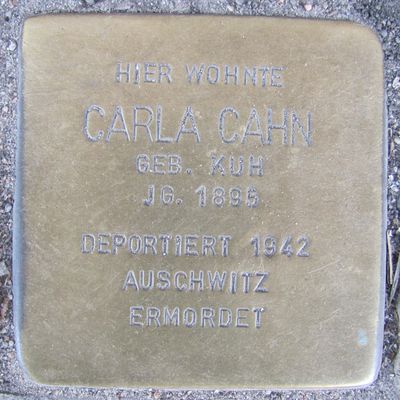 HIER WOHNTE
CARLA CAHN
GEB. KUH
JG. 1895
DEPORTIERT 1942
AUSCHWITZ
ERMORDET